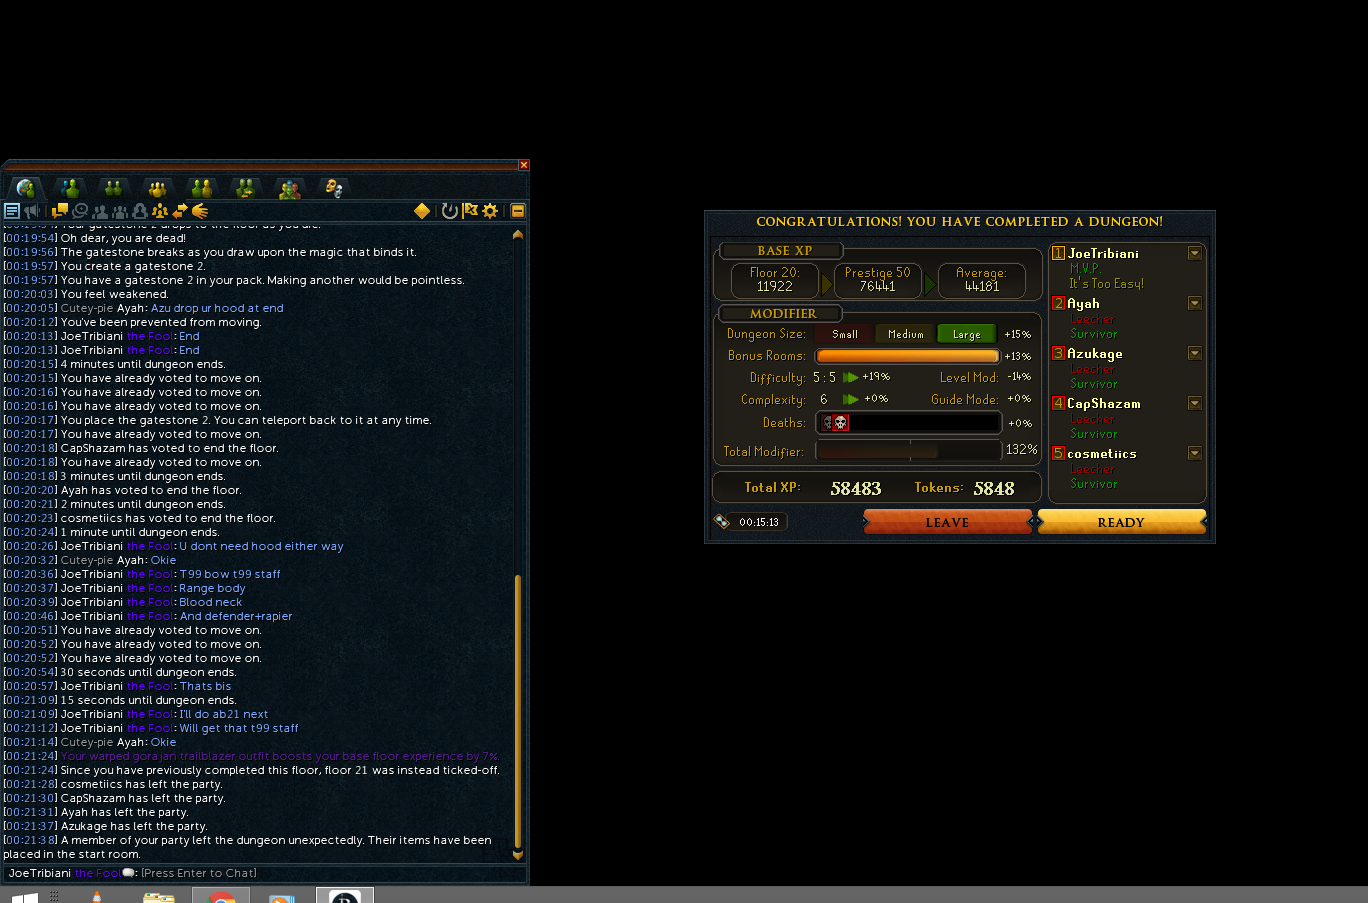 [00:19:54] Oh dear, you are dead!
[00:19:56] The gatestone breaks as you draw upon the magic that binds it.
[00:19:57] You create a gatestone 2.
[00:19:57] You have a gatestone 2 in your pack. Making another would be pointless.
[00:20:03] You feel weakened.
[00:20:05] Cutey-pie Ayah: Azu drop ur hood at end
[00:20:12] You've been prevented from moving.
[00:20:13] JoeTribiani the Fool: End
[00:20:13] JoeTribiani the Fool: End
[00:20:15] 4 minutes until dungeon ends.
[00:20:15] You have already voted to move on.
[00:20:16] You have already voted to move on.
[00:20:16] You have already voted to move on.
[00:20:17] You place the gatestone 2. You can teleport back to it at any time.
[00:20:17] You have already voted to move on.
[00:20:18] CapShazam has voted to end the floor.
[00:20:18] You have already voted to move on.
[00:20:18] 3 minutes until dungeon ends.
[00:20:20] Ayah has voted to end the floor.
[00:20:21] 2 minutes until dungeon ends.
[00:20:23] cosmetiics has voted to end the floor.
[00:20:24] 1 minute until dungeon ends.
[00:20:26] JoeTribiani the Fool: U dont need hood either way
[00:20:32] Cutey-pie Ayah: Okie
[00:20:36] JoeTribiani the Fool: T99 bow t99 staff
[00:20:37] JoeTribiani the Fool: Range body
[00:20:39] JoeTribiani the Fool: Blood neck
[00:20:46] JoeTribiani the Fool: And defender+rapier
[00:20:51] You have already voted to move on.
[00:20:52] You have already voted to move on.
[00:20:52] You have already voted to move on.
[00:20:54] 30 seconds until dungeon ends.
[00:20:57] JoeTribiani the Fool: Thats bis
[00:21:09] 15 seconds until dungeon ends.
[00:21:09] JoeTribiani the Fool: I'll do ab21 next
[00:21:12] JoeTribiani the Fool: Will get that t99 staff
[00:21:14] Cutey-pie Ayah: Okie
[00:21:24] Your warped gorajan trailblazer outfit boosts your base floor experience by 7%.
[00:21:24] Since you have previously completed this floor, floor 21 was instead ticked-off.
[00:21:28] cosmetiics has left the party.
[00:21:30] CapShazam has left the party.
[00:21:31] Ayah has left the party.
[00:21:37] Azukage has left the party.
[00:21:38] A member of your party left the dungeon unexpectedly. Their items have been
placed in the start room.
JoeTribiani the Fool: [Press Enter to Chat]
CONGRATULATIONS! YOU HAVE COMPLETED A DUNGEON!
BASE XP
Floor 20: Prestige 50 Average:
11922 76441 44181
MODIFIER
Dungeon Size: Small Medium Large +15%
Bonus Rooms: +13%
Difficulty: 5 : 5 +19% Level Mod: -14%
Complexity: 6 +0% Guide Mode: +0%
Deaths: +0%
Total Modifier: 132%
Total XP: 58483 Tokens: 5848
00:15:13
LEAVE
READY
1 JoeTribiani
M.V.P.
It's Too Easy!
2 Ayah
Leecher
Survivor
3 Azukage
Leecher
Survivor
4 CapShazam
Leecher
Survivor
5 cosmetiics
Leecher
Survivor